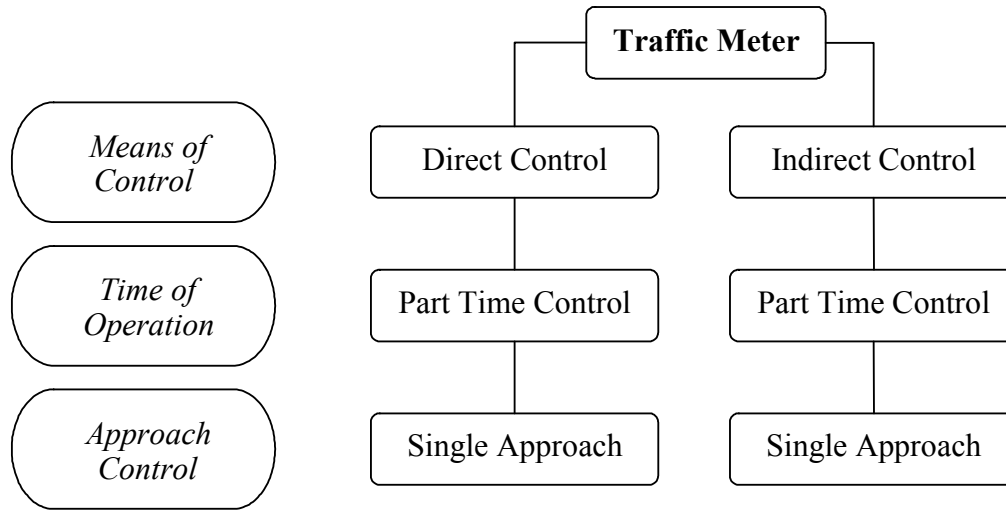 Traffic Meter
Means of
Control
Direct Control
Indirect Control
Time of
Operation
Part Time Control
Part Time Control
Approach
Control
Single Approach
Single Approach